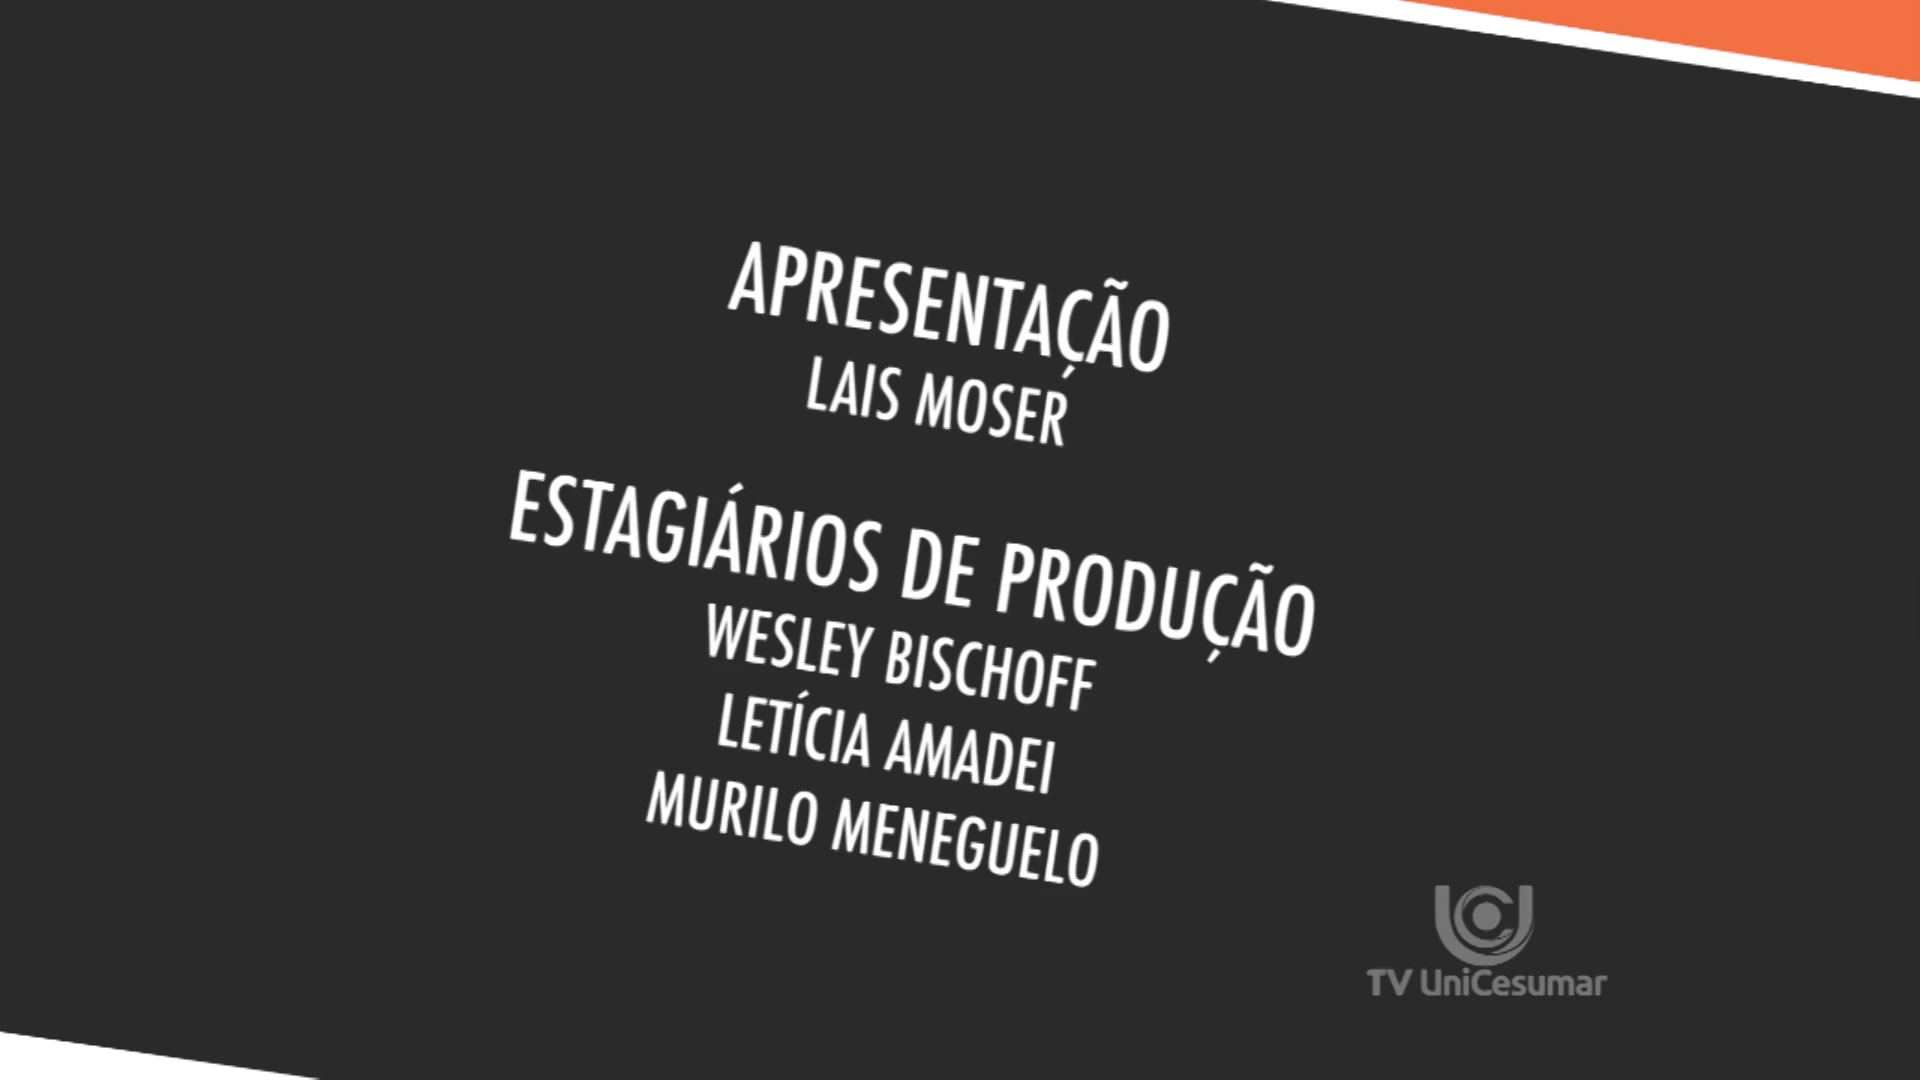 APRESENTAÇÃO
LAIS MOSER
ESTAGIÁRIOS DE PRODUÇÃO
WESLEY BISCHOFF
LETÍCIA AMADEI
MURILO MENEGUELO
TV UniCesumar